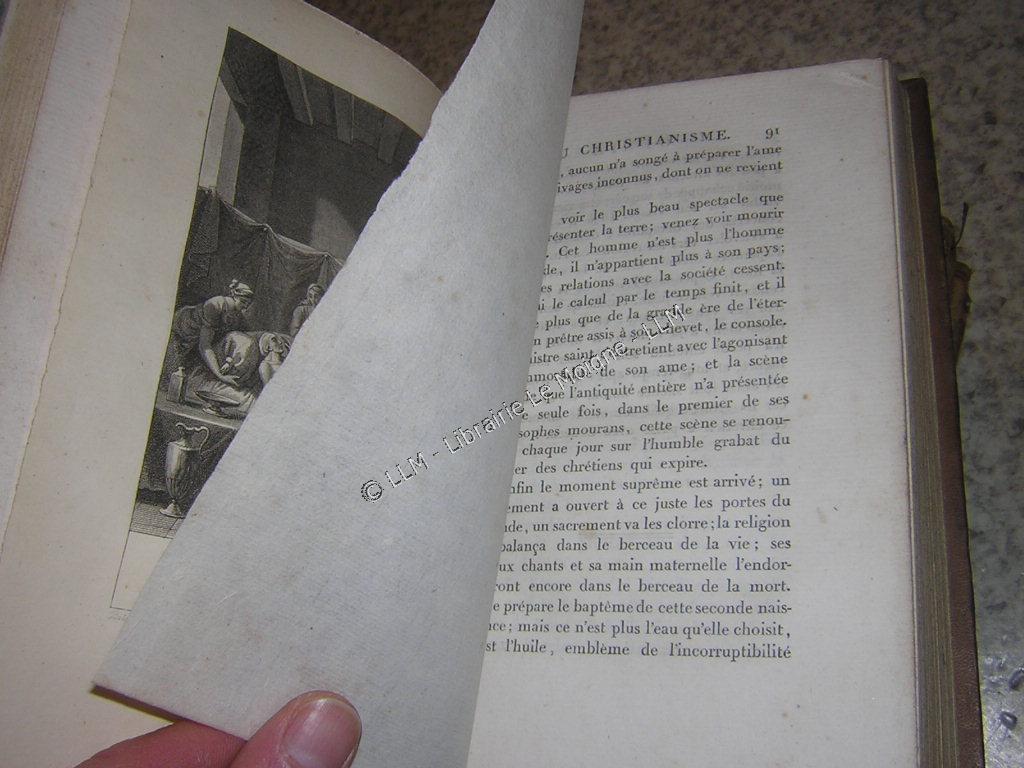 U CHRISTIANISME. 91
, aucun n'a songé à préparer l'ame
ivages inconnus, dont on ne revient
voir le plus beau spectacle que
résenter la terre; venez voir mourir
. Cet homme n'est plus l'homme
de, il n'appartient plus à son pays;
es relations avec la société cessent.
i le calcul par le temps finit, et il
e plus que de la grande ère de l'éter-
n prêtre assis à son chevet, le console.
istre saint entretient avec l'agonisant
de son ame; et la scène
que l'antiquité entière n'a présentée
e seule fois, dans le premier de ses
sophes mourans, cette scène se renou-
chaque jour sur l'humble grabat du
er des chrétiens qui expire.
nfin le moment suprême est arrivé; un
ement a ouvert à ce juste les portes du
de, un sacrement va les clorre; la religion
balança dans le berceau de la vie; ses
ux chants et sa main maternelle l'endor-
ront encore dans le berceau de la mort.
e prépare le baptême de cette seconde nais-
nce; mais ce n'est plus l'eau qu'elle choisit,
st l'huile, emblème de l'incorruptibilité
© LLM - Librairie Le Moigne - LLM